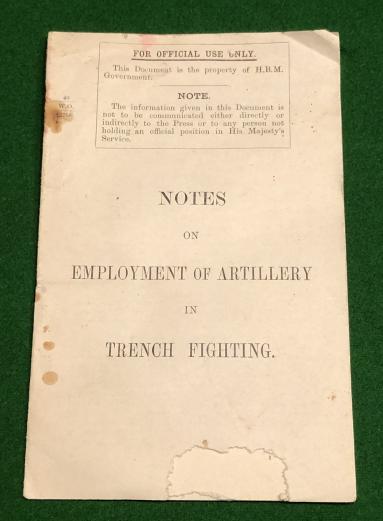 FOR OFFICIAL USE ONLY.
This Document is the property of H.B.M.
Government.
NOTE.
The information given in this Document is
not to be communicated either directly or
indirectly to the Press or to any person not
holding an official position in His Majesty's
Service.
40
W.O.
NOTES
ON
EMPLOYMENT OF ARTILLERY
IN
TRENCH FIGHTING.